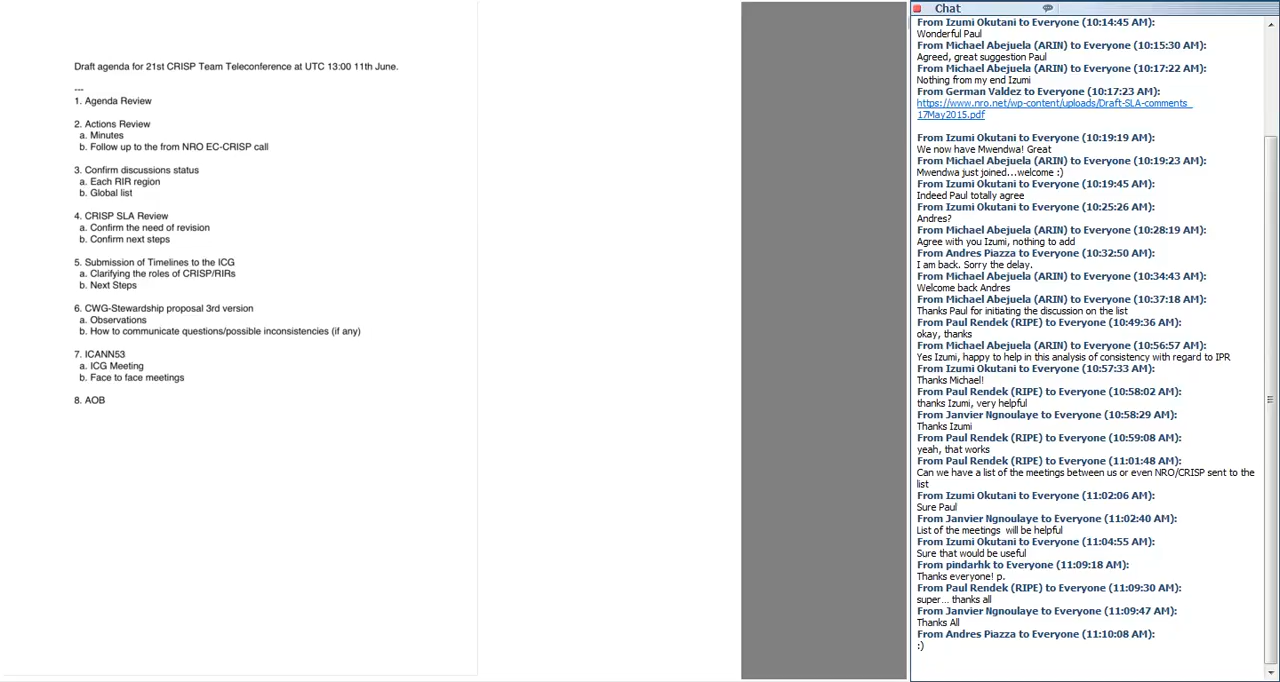 Draft agenda for 21st CRISP Team Teleconference at UTC 13:00 11th June.
---
1. Agenda Review
2. Actions Review
a. Minutes
b. Follow up to the from NRO EC-CRISP call
3. Confirm discussions status
a. Each RIR region
b. Global list
4. CRISP SLA Review
a. Confirm the need of revision
b. Confirm next steps
5. Submission of Timelines to the ICG
a. Clarifying the roles of CRISP/RIRs
b. Next Steps
6. CWG-Stewardship proposal 3rd version
a. Observations
b. How to communicate questions/possible inconsistencies (if any)
7. ICANN53
a. ICG Meeting
b. Face to face meetings
8. AOB
Chat
From Izumi Okutani to Everyone (10:14:45 AM):
Wonderful Paul
From Michael Abejuela (ARIN) to Everyone (10:15:30 AM):
Agreed, great suggestion Paul
From Michael Abejuela (ARIN) to Everyone (10:17:22 AM):
Nothing from my end Izumi
From German Valdez to Everyone (10:17:23 AM):
https://www.nro.net/wp-content/uploads/Draft-SLA-comments_
17May2015.pdf
From Izumi Okutani to Everyone (10:19:19 AM):
We now have Mwendwa! Great
From Michael Abejuela (ARIN) to Everyone (10:19:23 AM):
Mwendwa just joined...welcome :)
From Izumi Okutani to Everyone (10:19:45 AM):
Indeed Paul totally agree
From Izumi Okutani to Everyone (10:25:26 AM):
Andres?
From Michael Abejuela (ARIN) to Everyone (10:28:19 AM):
Agree with you Izumi, nothing to add
From Andres Piazza to Everyone (10:32:50 AM):
I am back. Sorry the delay.
From Michael Abejuela (ARIN) to Everyone (10:34:43 AM):
Welcome back Andres
From Michael Abejuela (ARIN) to Everyone (10:37:18 AM):
Thanks Paul for initiating the discussion on the list
From Paul Rendek (RIPE) to Everyone (10:49:36 AM):
okay, thanks
From Michael Abejuela (ARIN) to Everyone (10:56:57 AM):
Yes Izumi, happy to help in this analysis of consistency with regard to IPR
From Izumi Okutani to Everyone (10:57:33 AM):
Thanks Michael!
From Paul Rendek (RIPE) to Everyone (10:58:02 AM):
thanks Izumi, very helpful
From Janvier Ngnoulaye to Everyone (10:58:29 AM):
Thanks Izumi
From Paul Rendek (RIPE) to Everyone (10:59:08 AM):
yeah, that works
From Paul Rendek (RIPE) to Everyone (11:01:48 AM):
Can we have a list of the meetings between us or even NRO/CRISP sent to the
list
From Izumi Okutani to Everyone (11:02:06 AM):
Sure Paul
From Janvier Ngnoulaye to Everyone (11:02:40 AM):
List of the meetings  will be helpful
From Izumi Okutani to Everyone (11:04:55 AM):
Sure that would be useful
From pindarhk to Everyone (11:09:18 AM):
Thanks everyone! p.
From Paul Rendek (RIPE) to Everyone (11:09:30 AM):
super... thanks all
From Janvier Ngnoulaye to Everyone (11:09:47 AM):
Thanks All
From Andres Piazza to Everyone (11:10:08 AM):
:)